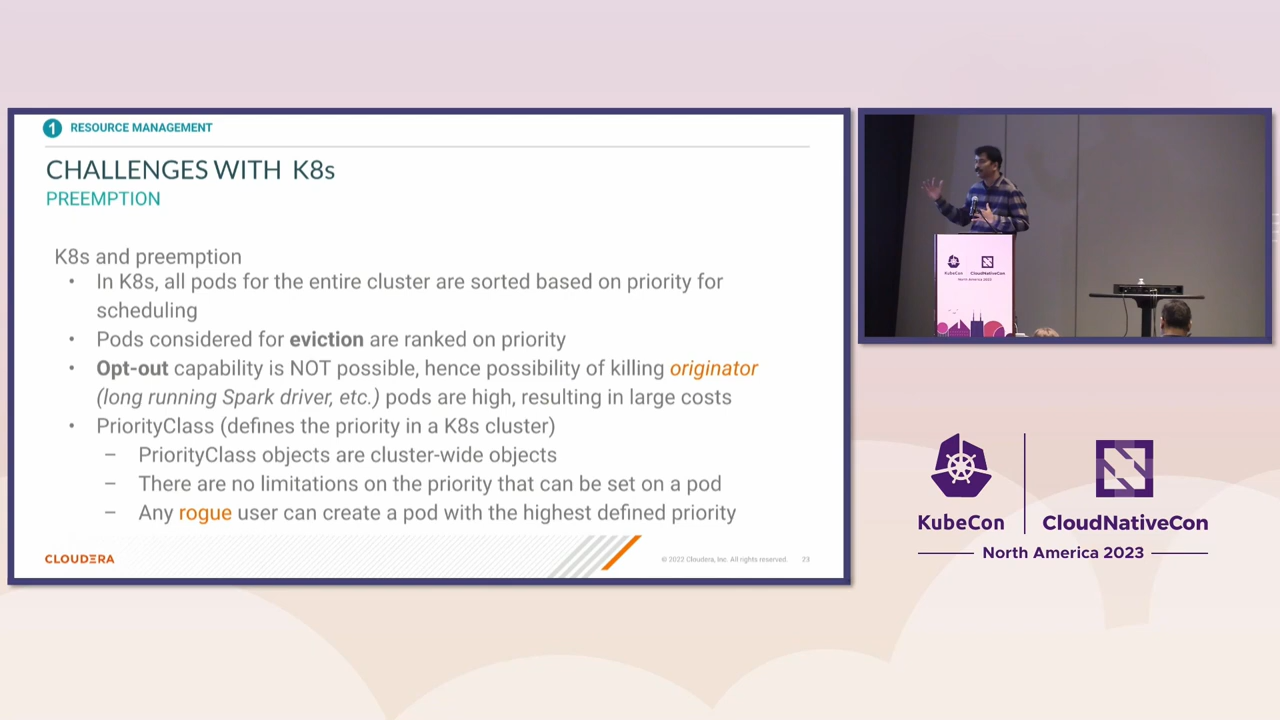 1 RESOURCE MANAGEMENT
CHALLENGES WITH K8s
PREEMPTION
K8s and preemption
• In K8s, all pods for the entire cluster are sorted based on priority for
scheduling
• Pods considered for eviction are ranked on priority
• Opt-out capability is NOT possible, hence possibility of killing originator
(long running Spark driver, etc.) pods are high, resulting in large costs
• PriorityClass (defines the priority in a K8s cluster)
– PriorityClass objects are cluster-wide objects
– There are no limitations on the priority that can be set on a pod
– Any rogue user can create a pod with the highest defined priority
CLOUDERA
© 2022 Cloudera, Inc. All rights reserved. 23
KubeCon CloudNativeCon
North America 2023
KubeCon CloudNativeCon
North America 2023